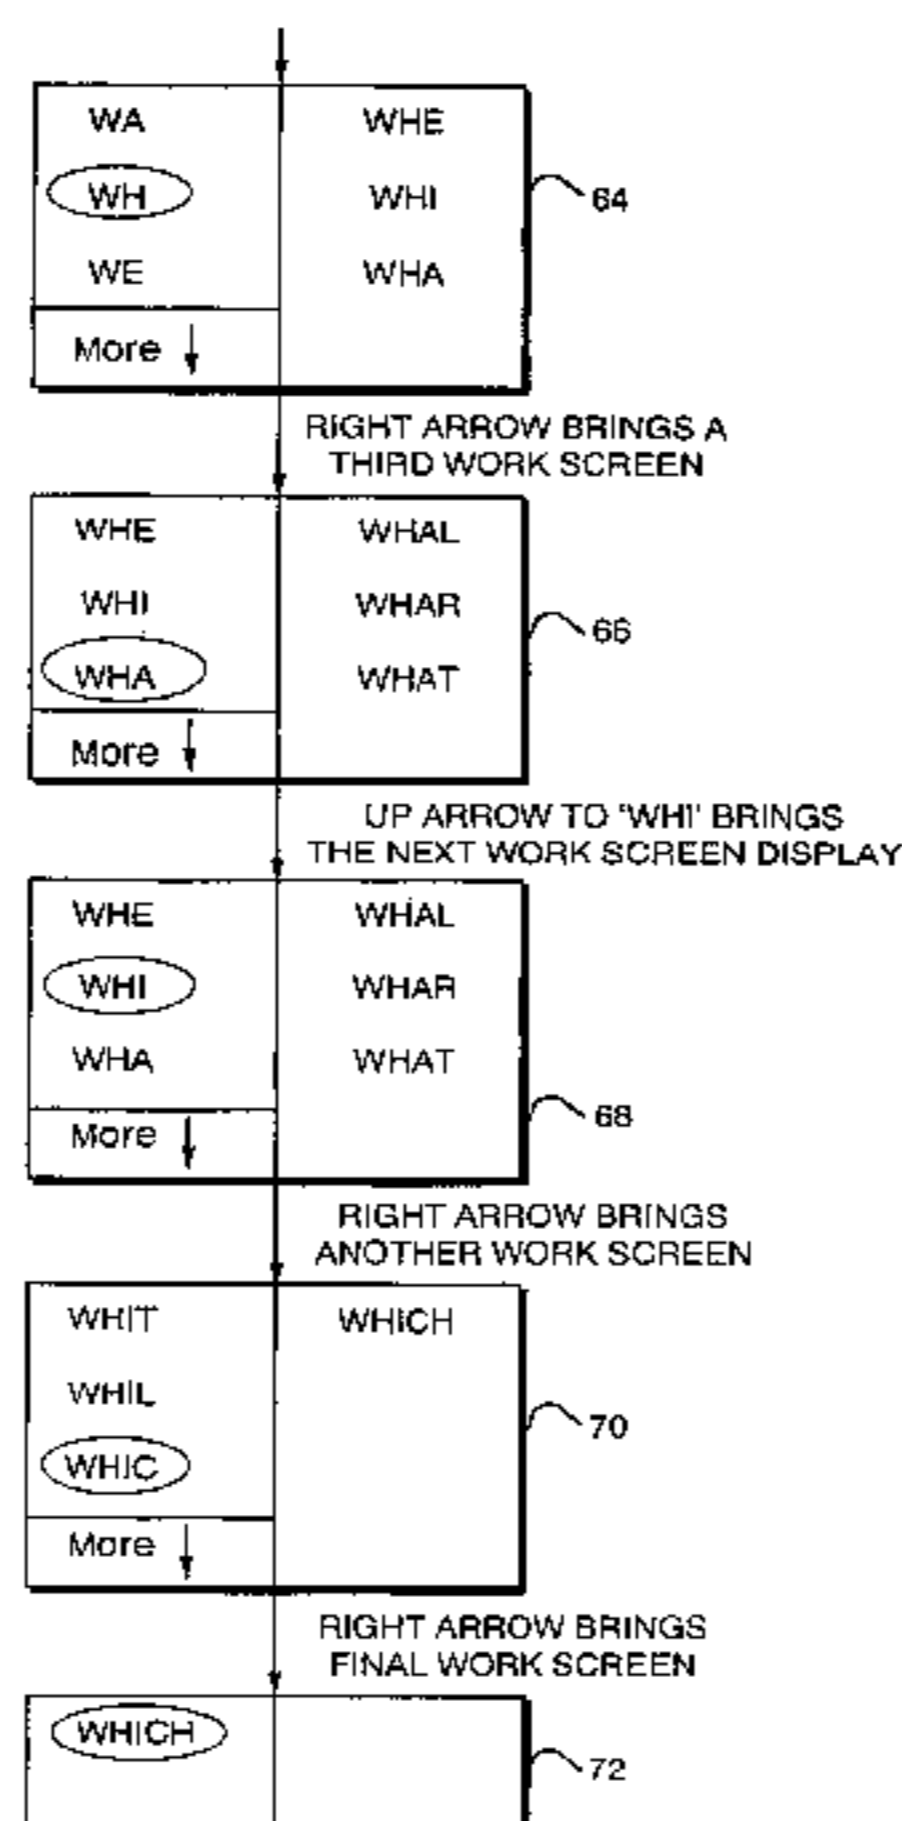 WA WHE
WH WHI
WE WHA
More
64
RIGHT ARROW BRINGS A
THIRD WORK SCREEN
WHE WHAL
WHI WHAR
WHA WHAT
More
66
UP ARROW TO 'WHI' BRINGS
THE NEXT WORK SCREEN DISPLAY
WHE WHAL
WHI WHAR
WHA WHAT
More
68
RIGHT ARROW BRINGS
ANOTHER WORK SCREEN
WHIT WHICH
WHIL
WHIC
More
70
RIGHT ARROW BRINGS
FINAL WORK SCREEN
WHICH
72